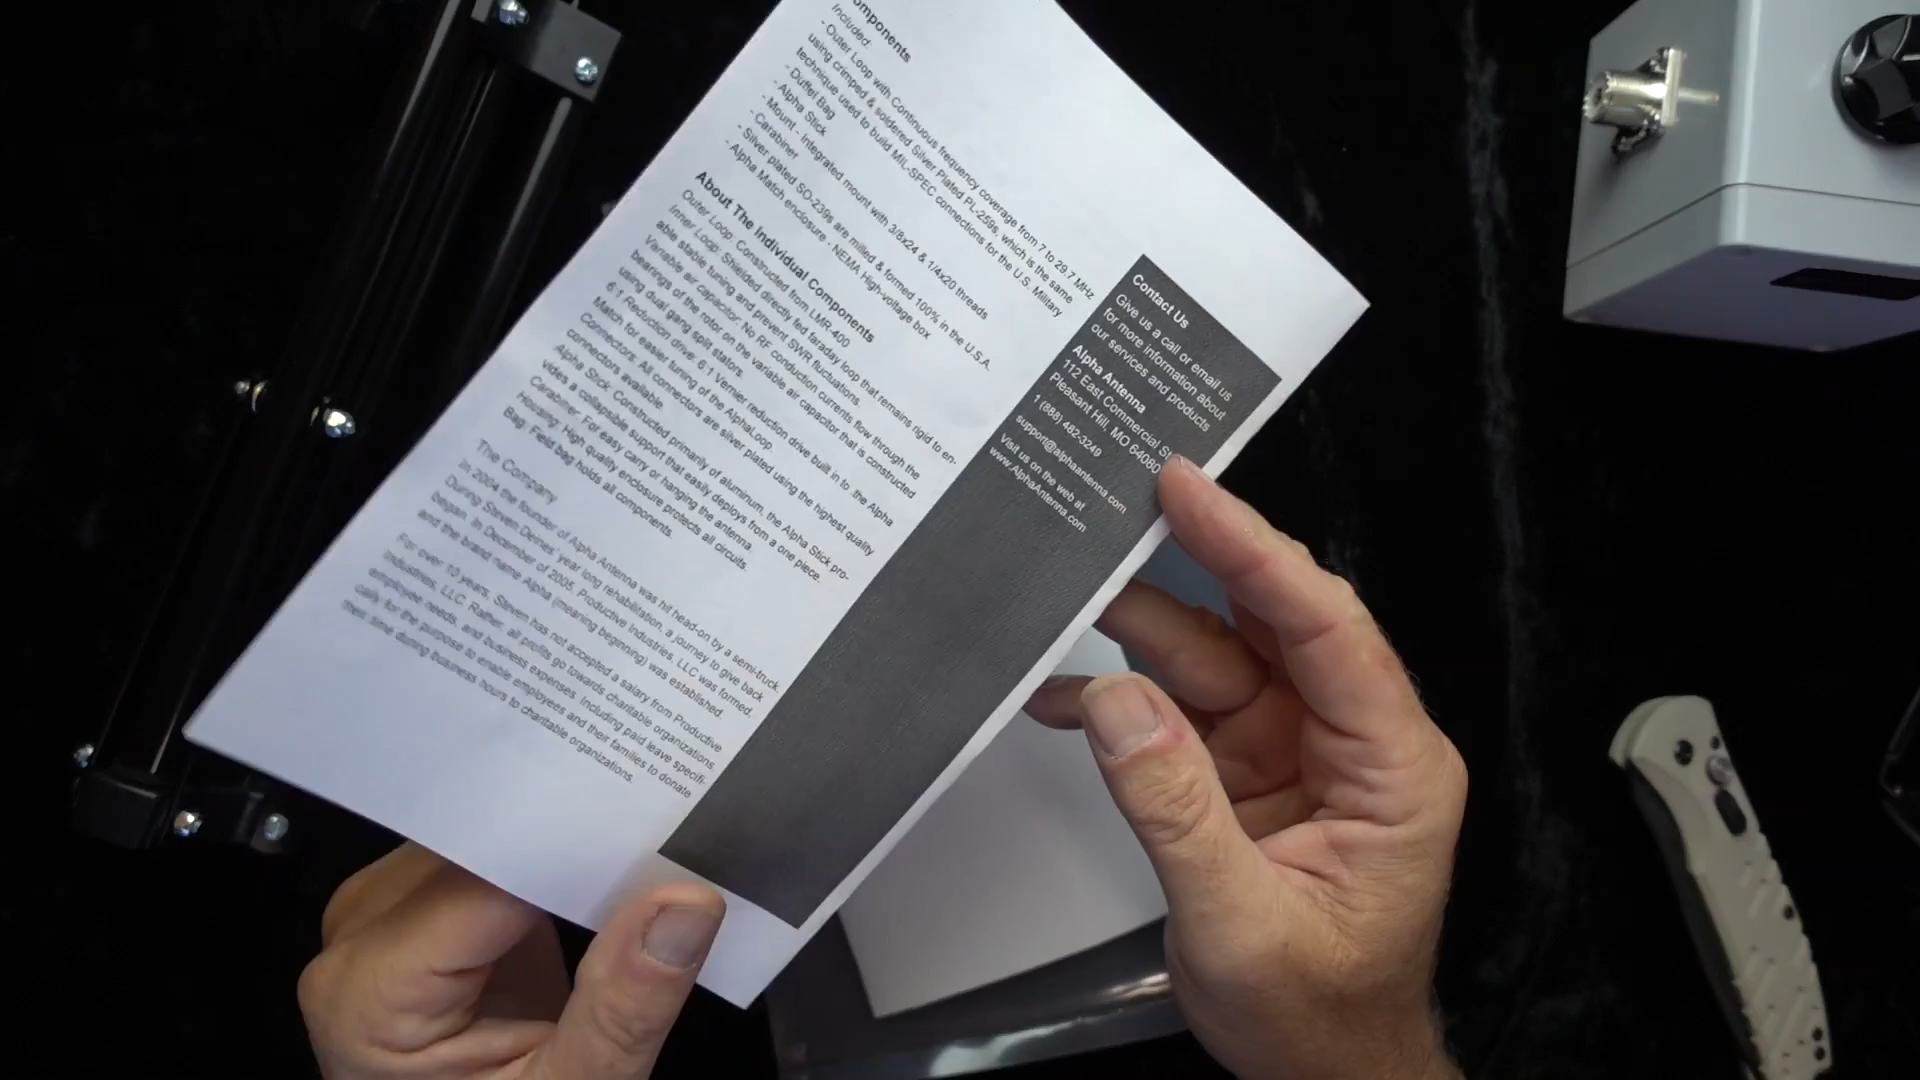 omponents
Included:
- Outer Loop with Continuous frequency coverage from 7 to 29.7 MHz
using crimped & soldered Silver Plated PL-259s, which is the same
technique used to build MIL-SPEC connections for the U.S. Military
- Duffel Bag
- Alpha Stick
- Mount - Integrated mount with 3/8x24 & 1/4x20 threads
- Carabiner
- Silver plated SO-239s are milled & formed 100% in the U.S.A.
- Alpha Match enclosure - NEMA High-voltage box
About The Individual Components
Outer Loop: Constructed from LMR-400
Inner Loop: Shielded directly fed faraday loop that remains rigid to en-
able stable tuning and prevent SWR fluctuations.
Variable air capacitor: No RF conduction currents flow through the
bearings of the rotor on the variable air capacitor that is constructed
using dual gang split stators.
6:1 Reduction drive: 6:1 Vernier reduction drive built in to the Alpha
Match for easier tuning of the AlphaLoop.
Connectors: All connectors are silver plated using the highest quality
connectors available.
Alpha Stick: Constructed primarily of aluminum, the Alpha Stick pro-
vides a collapsible support that easily deploys from a one piece.
Carabiner: For easy carry or hanging the antenna.
Housing: High quality enclosure protects all circuits.
Bag: Field bag holds all components.
The Company
In 2004 the founder of Alpha Antenna was hit head-on by a semi-truck.
During Steven Deines' year long rehabilitation, a journey to give back
began. In December of 2005, Productive Industries, LLC was formed,
and the brand name Alpha (meaning beginning) was established.
For over 10 years, Steven has not accepted a salary from Productive
Industries, LLC. Rather, all profits go towards charitable organizations,
employee needs, and business expenses. Including paid leave specifi-
cally for the purpose to enable employees and their families to donate
their time during business hours to charitable organizations.
Contact Us
Give us a call or email us
for more information about
our services and products
Alpha Antenna
112 East Commercial St
Pleasant Hill, MO 64080
1 (888) 482-3249
support@alphaantenna.com
Visit us on the web at
www.AlphaAntenna.com